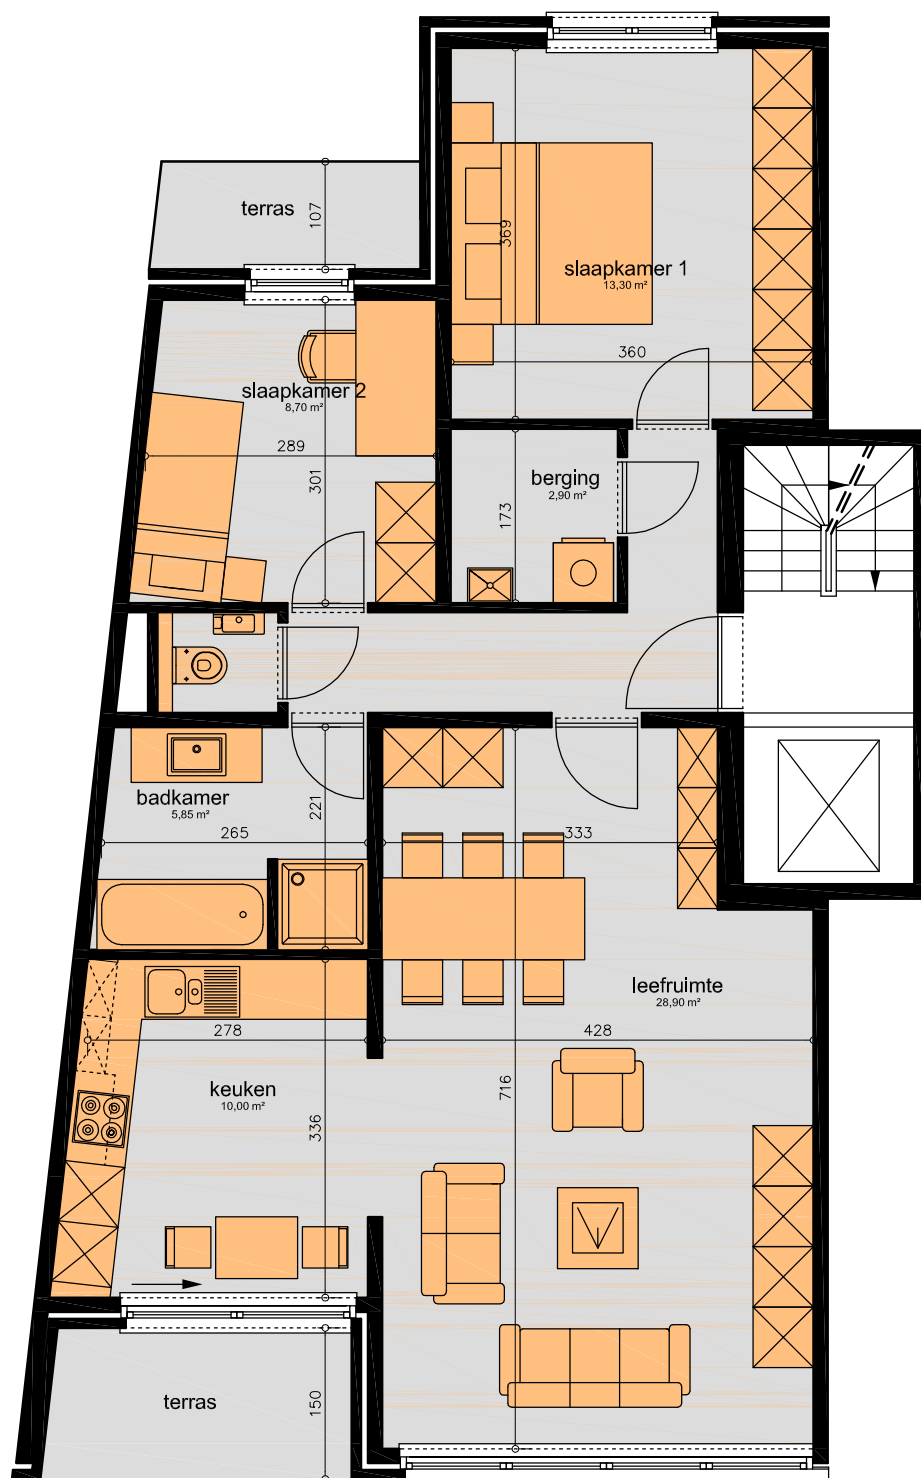 terras
107
369
slaapkamer 1
13,30 m²
360
slaapkamer 2
8,70 m²
289
301
berging
2,90 m²
173
badkamer
5,85 m²
221
265
333
leefruimte
28,90 m²
278
428
keuken
10,00 m²
336
716
terras
150